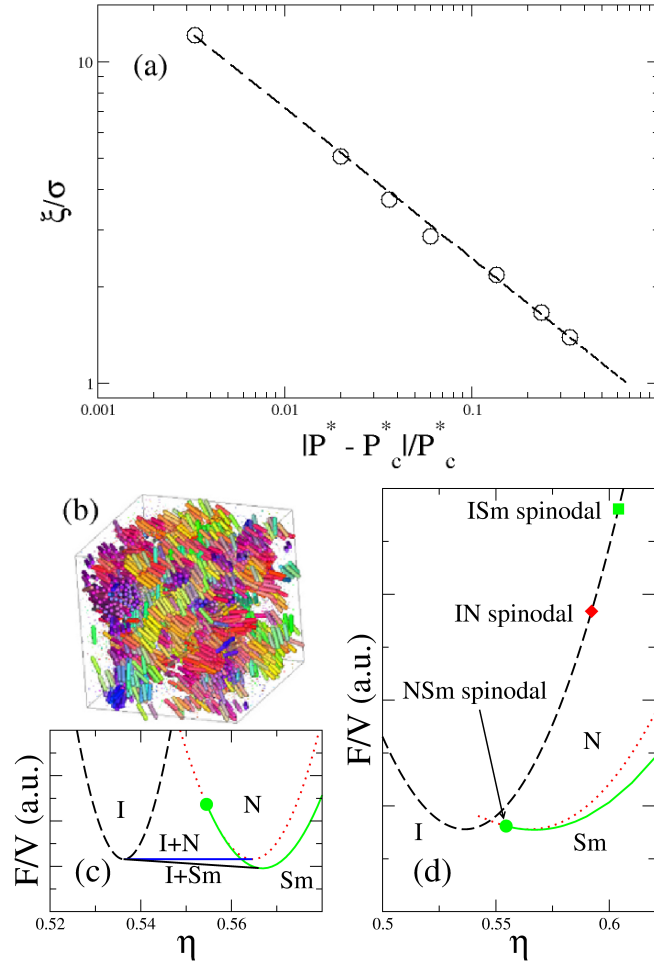 10
(a)
ξ/σ
1
0.001
0.01
0.1
|P* - P*c|/P*c
(b)
ISm spinodal
IN spinodal
NSm spinodal
F/V (a.u.)
N
I
Sm
(d)
0.5
0.55
0.6
η
I
N
I+N
I+Sm
F/V (a.u.)
(c)
Sm
0.52
0.54
0.56
η